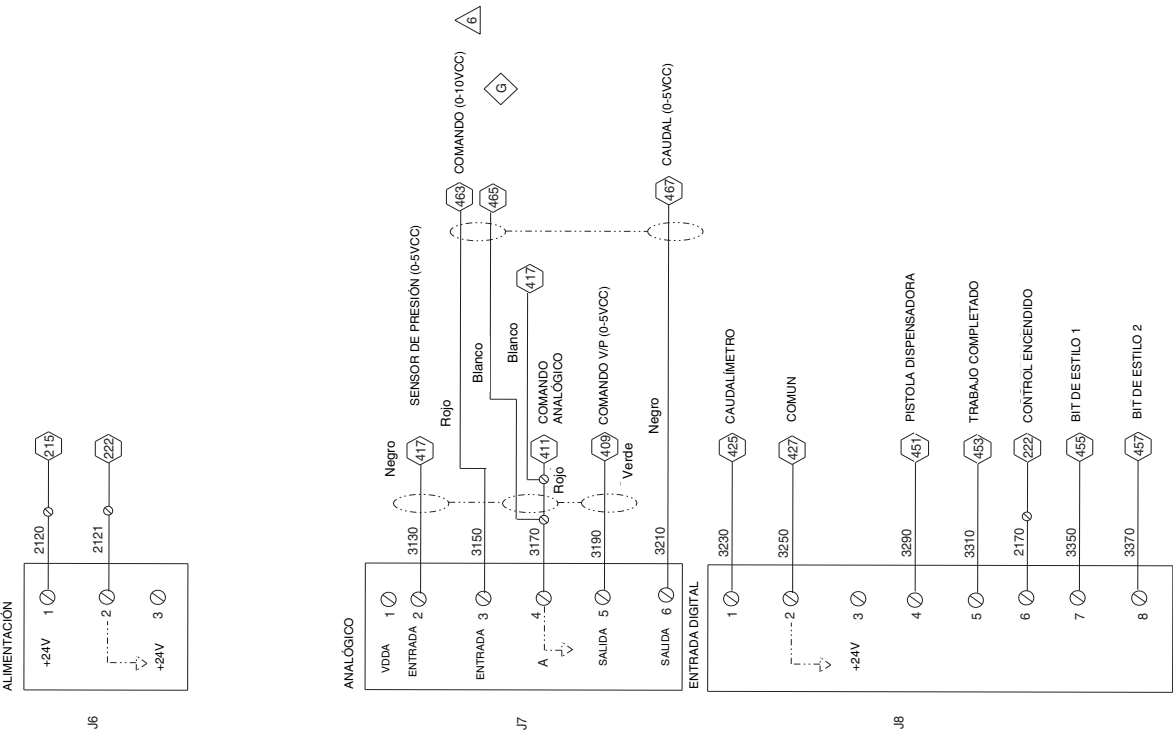 ALIMENTACIÓN
J6
+24V
1
2120
215
2
2121
222
+24V
3
ANALÓGICO
J7
VDDA
1
ENTRADA
2
3130
Negro
417
SENSOR DE PRESIÓN (0-5VCC)
ENTRADA
3
3150
Rojo
463
COMANDO (0-10VCC)
6
Blanco
465
G
Blanco
417
A
4
3170
Rojo
411
COMANDO
ANALÓGICO
SALIDA
5
3190
409
Verde
COMANDO V/P (0-5VCC)
SALIDA
6
3210
Negro
467
CAUDAL (0-5VCC)
ENTRADA DIGITAL
J8
1
3230
425
CAUDALÍMETRO
2
3250
427
COMUN
+24V
3
4
3290
451
PISTOLA DISPENSADORA
5
3310
453
TRABAJO COMPLETADO
6
2170
222
CONTROL ENCENDIDO
7
3350
455
BIT DE ESTILO 1
8
3370
457
BIT DE ESTILO 2